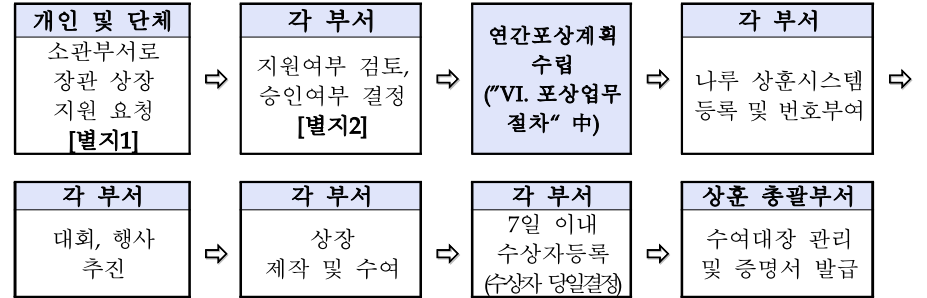 개인 및 단체
소관부서로
장관 상장
지원 요청
[별지1]
⇨
각 부서
지원여부 검토,
승인여부 결정
[별지2]
⇨
연간포상계획
수립
("VI. 포상업무
절차" 中)
⇨
각 부서
나루 상훈시스템
등록 및 번호부여
⇨
각 부서
대회, 행사
추진
⇨
각 부서
상장
제작 및 수여
⇨
각 부서
7일 이내
수상자등록
(수상자 당일결정)
⇨
상훈 총괄부서
수여대장 관리
및 증명서 발급